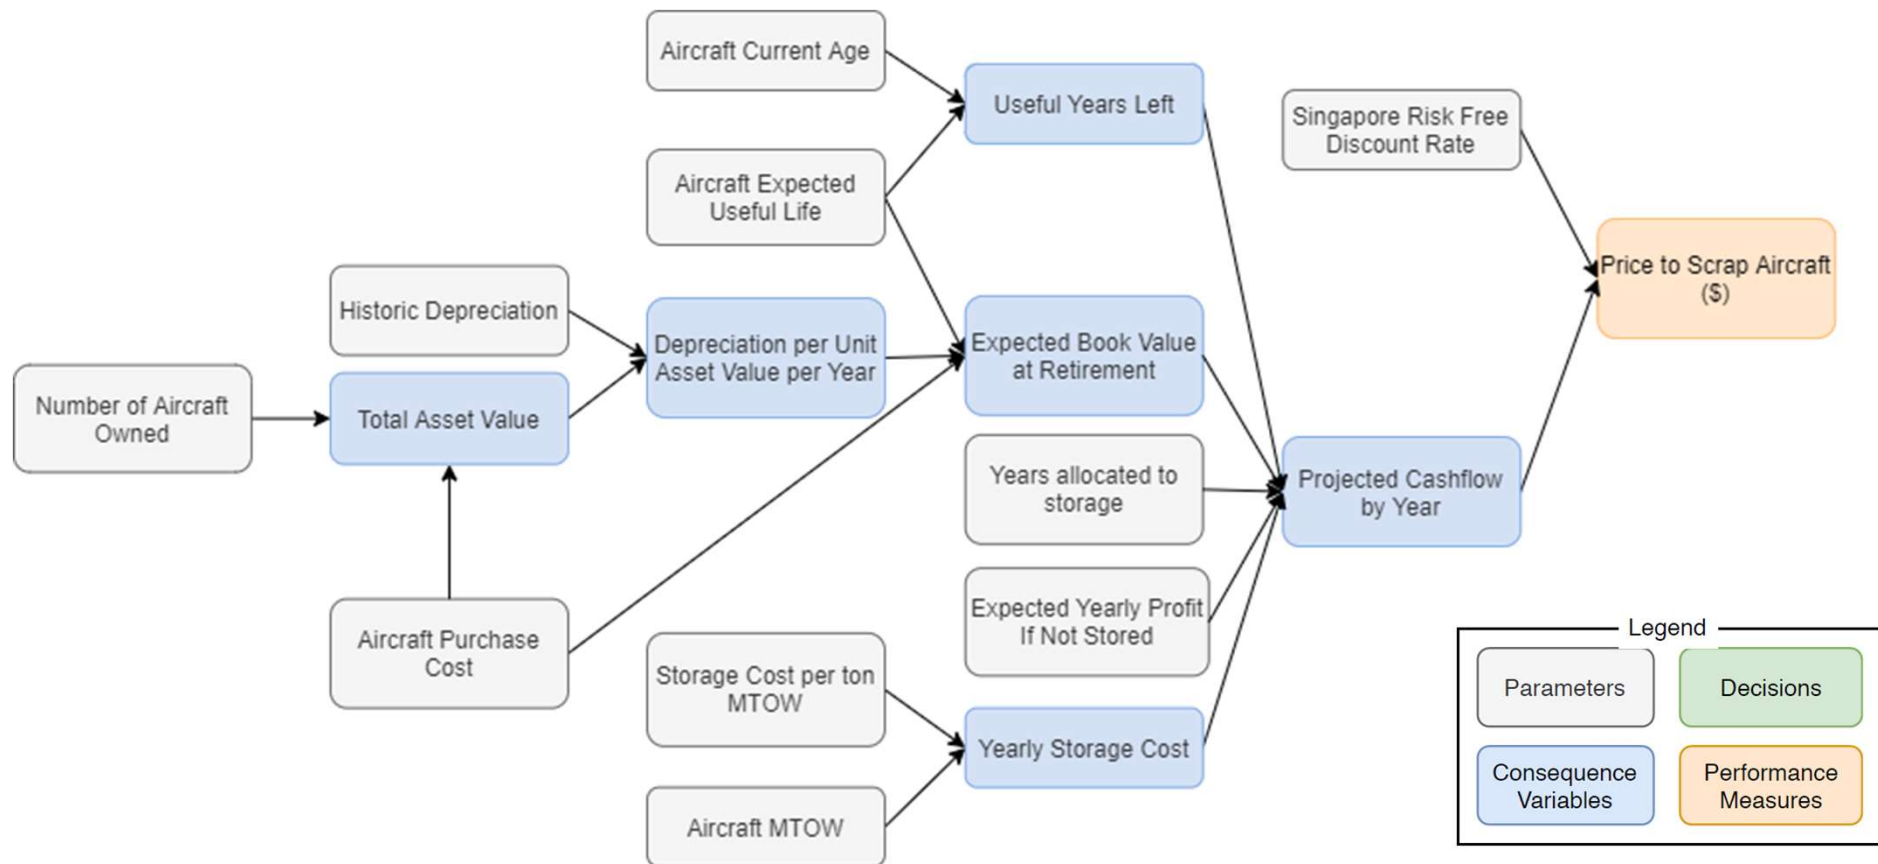 Aircraft Current Age
Useful Years Left
Singapore Risk Free
Discount Rate
Aircraft Expected
Useful Life
Price to Scrap Aircraft
($)
Historic Depreciation
Depreciation per Unit
Asset Value per Year
Expected Book Value
at Retirement
Number of Aircraft
Owned
Total Asset Value
Years allocated to
storage
Projected Cashflow
by Year
Expected Yearly Profit
If Not Stored
Aircraft Purchase
Cost
Storage Cost per ton
MTOW
Yearly Storage Cost
Aircraft MTOW
Legend
Parameters
Decisions
Consequence
Variables
Performance
Measures